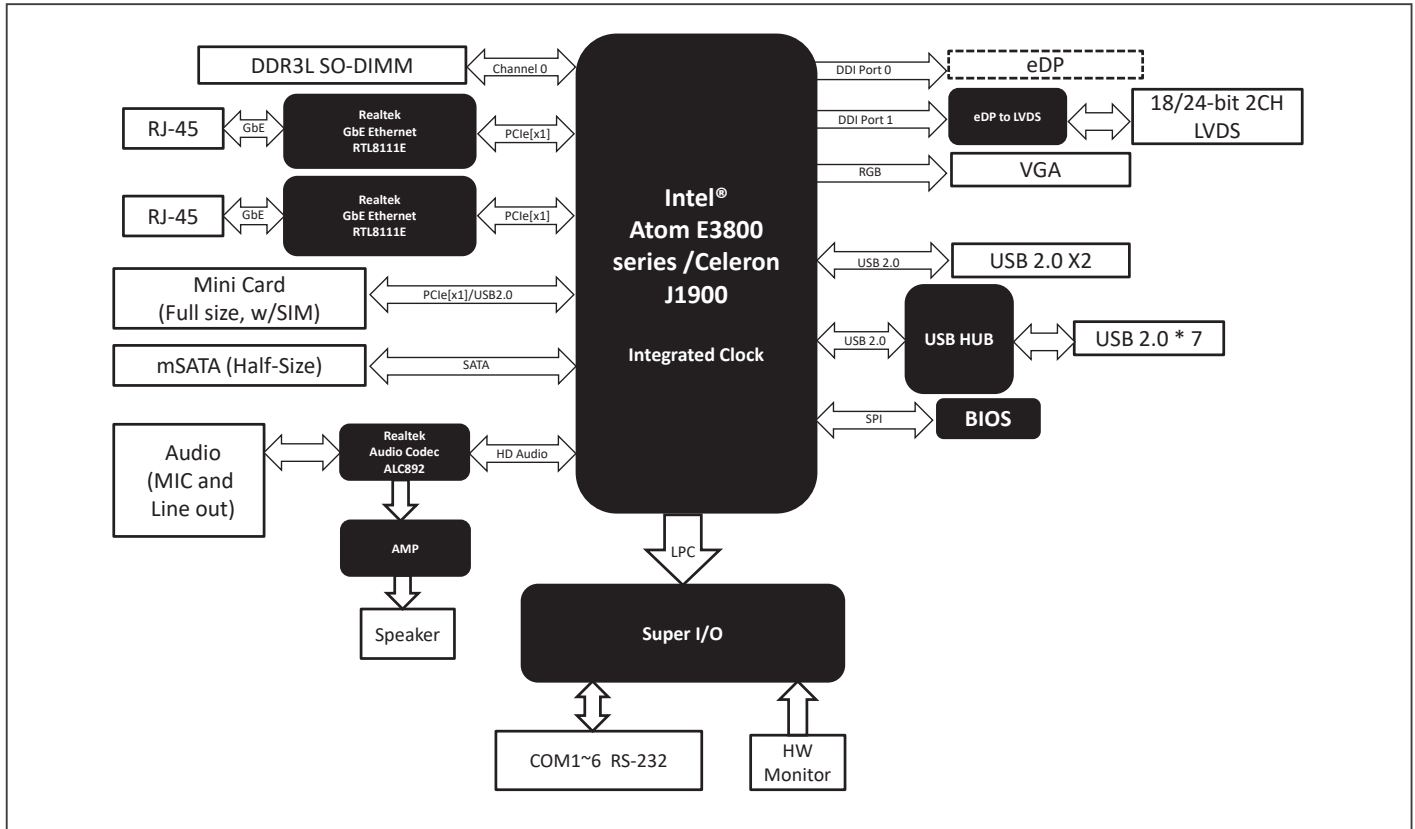 DDR3L SO-DIMM
Channel 0
RJ-45
GbE
Realtek
GbE Ethernet
RTL8111E
PCIe[x1]
RJ-45
GbE
Realtek
GbE Ethernet
RTL8111E
PCIe[x1]
Mini Card
(Full size, w/SIM)
PCIe[x1]/USB2.0
mSATA (Half-Size)
SATA
Audio
(MIC and
Line out)
Realtek
Audio Codec
ALC892
HD Audio
AMP
Speaker
Intel®
Atom E3800
series /Celeron
J1900
Integrated Clock
DDI Port 0
eDP
DDI Port 1
eDP to LVDS
18/24-bit 2CH
LVDS
RGB
VGA
USB 2.0
USB 2.0 X2
USB 2.0
USB HUB
USB 2.0 * 7
SPI
BIOS
LPC
Super I/O
COM1~6 RS-232
HW
Monitor